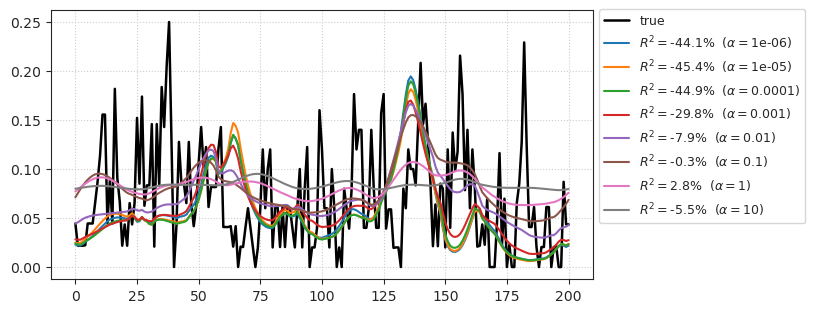 0.25
0.20
0.15
0.10
0.05
0.00
0 25 50 75 100 125 150 175 200
true
R² = -44.1% (α = 1e-06)
R² = -45.4% (α = 1e-05)
R² = -44.9% (α = 0.0001)
R² = -29.8% (α = 0.001)
R² = -7.9% (α = 0.01)
R² = -0.3% (α = 0.1)
R² = 2.8% (α = 1)
R² = -5.5% (α = 10)